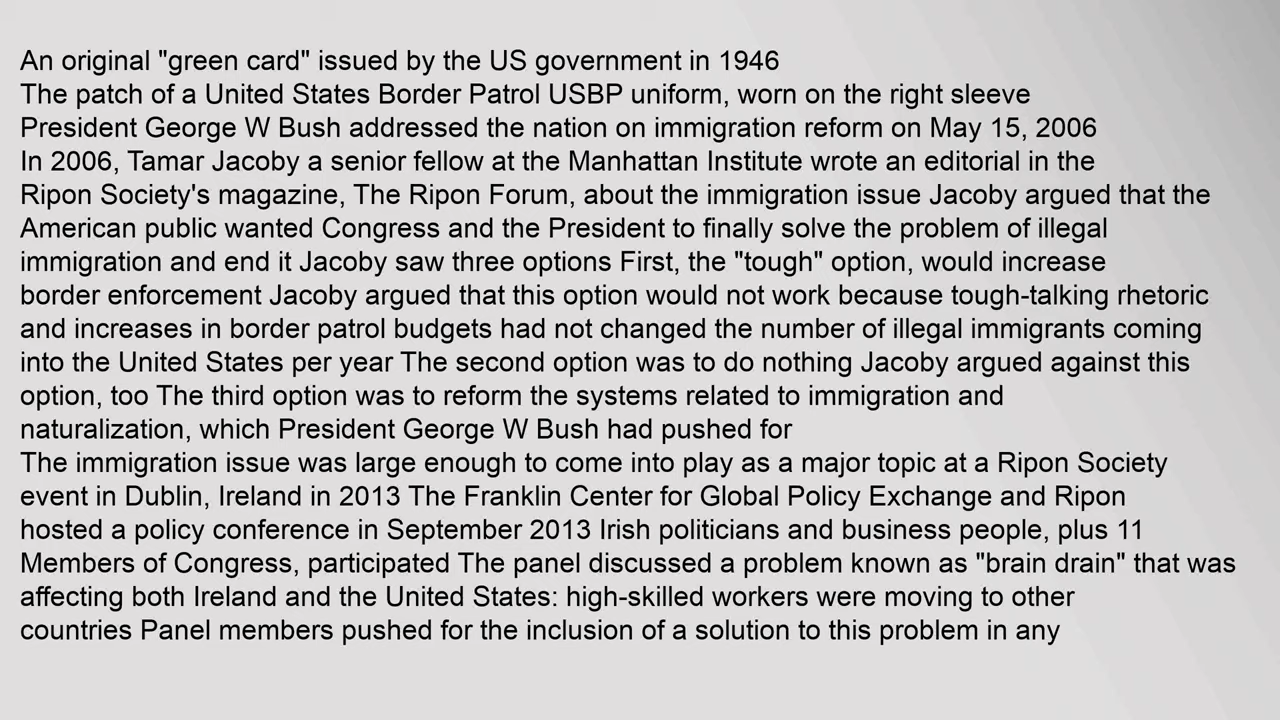 An original "green card" issued by the US government in 1946
The patch of a United States Border Patrol USBP uniform, worn on the right sleeve
President George W Bush addressed the nation on immigration reform on May 15, 2006
In 2006, Tamar Jacoby a senior fellow at the Manhattan Institute wrote an editorial in the
Ripon Society's magazine, The Ripon Forum, about the immigration issue Jacoby argued that the
American public wanted Congress and the President to finally solve the problem of illegal
immigration and end it Jacoby saw three options First, the "tough" option, would increase
border enforcement Jacoby argued that this option would not work because tough-talking rhetoric
and increases in border patrol budgets had not changed the number of illegal immigrants coming
into the United States per year The second option was to do nothing Jacoby argued against this
option, too The third option was to reform the systems related to immigration and
naturalization, which President George W Bush had pushed for
The immigration issue was large enough to come into play as a major topic at a Ripon Society
event in Dublin, Ireland in 2013 The Franklin Center for Global Policy Exchange and Ripon
hosted a policy conference in September 2013 Irish politicians and business people, plus 11
Members of Congress, participated The panel discussed a problem known as "brain drain" that was
affecting both Ireland and the United States: high-skilled workers were moving to other
countries Panel members pushed for the inclusion of a solution to this problem in any